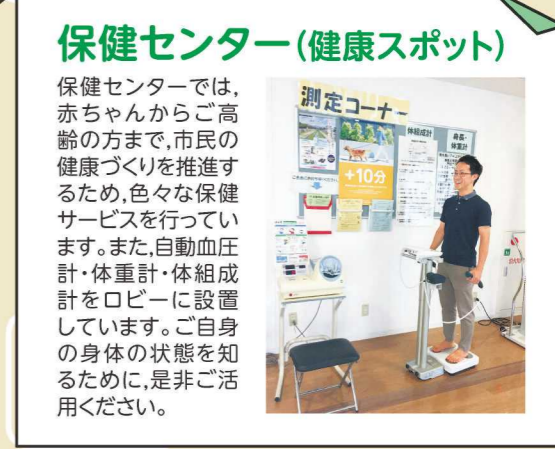 保健センター(健康スポット)
保健センターでは,
赤ちゃんからご高
齢の方まで,市民の
健康づくりを推進す
るため,色々な保健
サービスを行ってい
ます。また,自動血圧
計・体重計・体組成
計をロビーに設置
しています。ご自身
の身体の状態を知
るために,是非ご活
用ください。
測定コーナー
体組成計
身長・
体重計
+10分